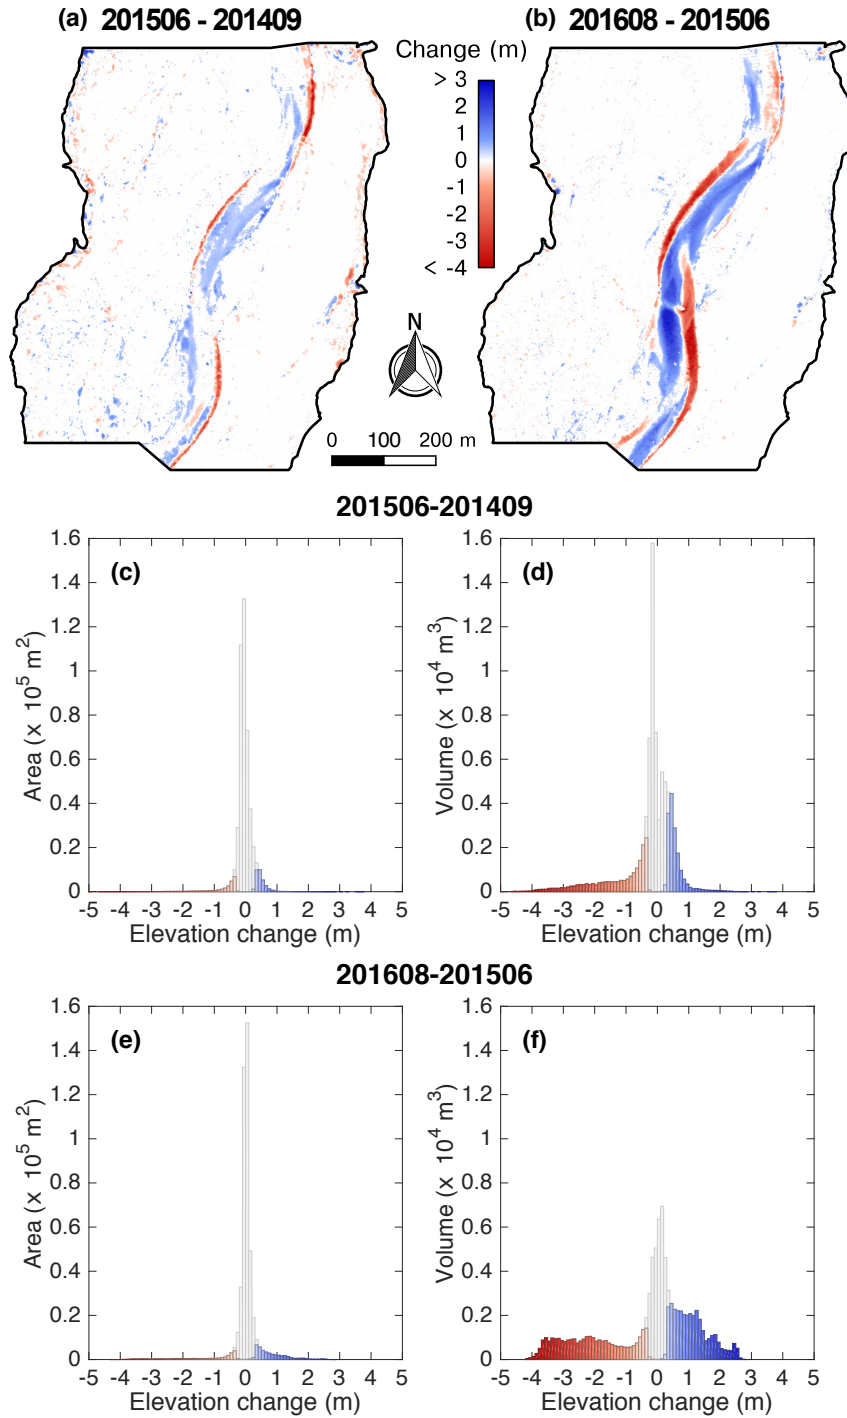 (a) 201506 - 201409
(b) 201608 - 201506
Change (m)
> 3
2
1
0
-1
-2
-3
< -4
N
0 100 200 m
201506-201409
(c)
1.6
1.4
1.2
1
0.8
0.6
0.4
0.2
0
Area (x 10^5 m^2)
-5 -4 -3 -2 -1 0 1 2 3 4 5
Elevation change (m)
(d)
1.6
1.4
1.2
1
0.8
0.6
0.4
0.2
0
Volume (x 10^4 m^3)
-5 -4 -3 -2 -1 0 1 2 3 4 5
Elevation change (m)
201608-201506
(e)
1.6
1.4
1.2
1
0.8
0.6
0.4
0.2
0
Area (x 10^5 m^2)
-5 -4 -3 -2 -1 0 1 2 3 4 5
Elevation change (m)
(f)
1.6
1.4
1.2
1
0.8
0.6
0.4
0.2
0
Volume (x 10^4 m^3)
-5 -4 -3 -2 -1 0 1 2 3 4 5
Elevation change (m)